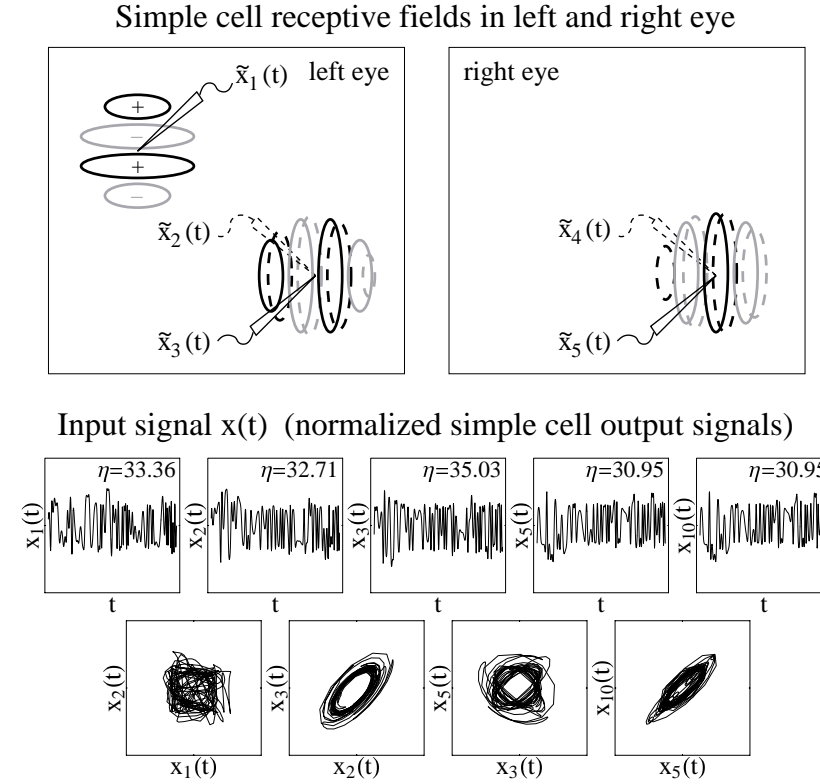 Simple cell receptive fields in left and right eye
x̃1(t)
left eye
right eye
+
−
+
−
x̃2(t)
x̃4(t)
x̃3(t)
x̃5(t)
Input signal x(t) (normalized simple cell output signals)
η=33.36
η=32.71
η=35.03
η=30.95
η=30.95
x1(t)
x2(t)
x3(t)
x5(t)
x10(t)
t
t
t
t
t
x2(t)
x3(t)
x5(t)
x10(t)
x1(t)
x2(t)
x3(t)
x5(t)